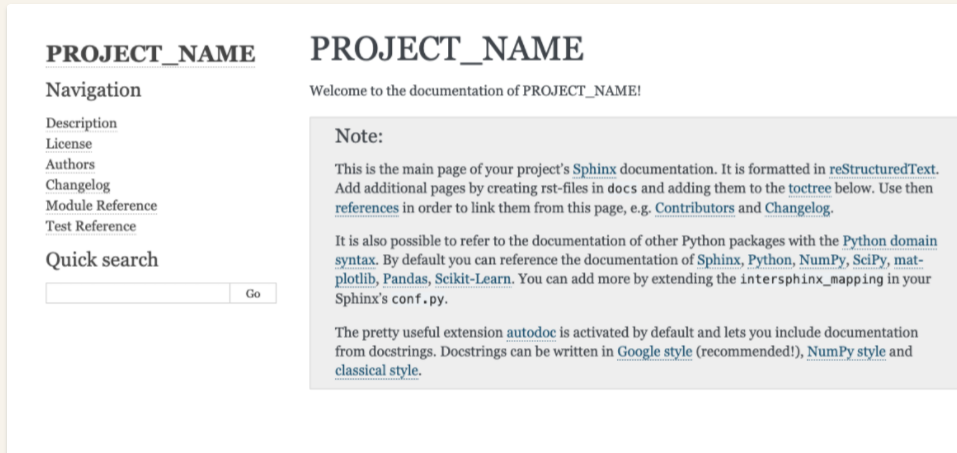 PROJECT_NAME
Navigation
Description
License
Authors
Changelog
Module Reference
Test Reference
Quick search
Go
PROJECT_NAME
Welcome to the documentation of PROJECT_NAME!
Note:
This is the main page of your project's Sphinx documentation. It is formatted in reStructuredText.
Add additional pages by creating rst-files in docs and adding them to the toctree below. Use then
references in order to link them from this page, e.g. Contributors and Changelog.
It is also possible to refer to the documentation of other Python packages with the Python domain
syntax. By default you can reference the documentation of Sphinx, Python, NumPy, SciPy, mat-
plotlib, Pandas, Scikit-Learn. You can add more by extending the intersphinx_mapping in your
Sphinx's conf.py.
The pretty useful extension autodoc is activated by default and lets you include documentation
from docstrings. Docstrings can be written in Google style (recommended!), NumPy style and
classical style.